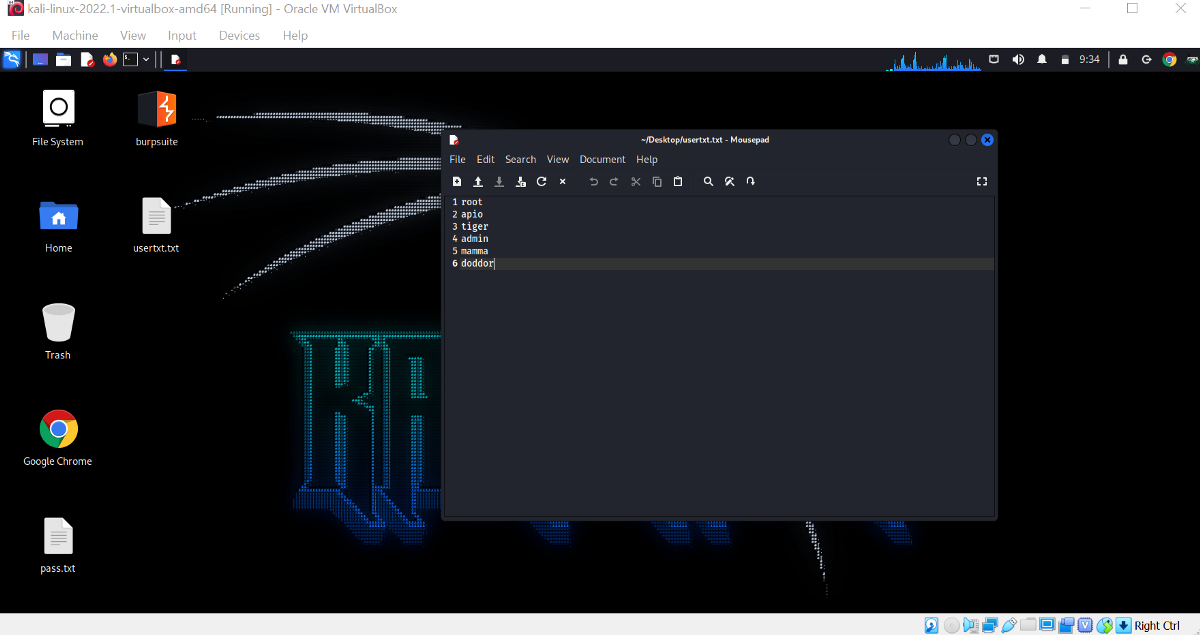 kali-linux-2022.1-virtualbox-amd64 [Running] - Oracle VM VirtualBox
File Machine View Input Devices Help
9:34
File System
burpsuite
Home
usertxt.txt
Trash
Google Chrome
pass.txt
~/Desktop/usertxt.txt - Mousepad
File Edit Search View Document Help
1 root
2 apio
3 tiger
4 admin
5 mamma
6 doddor
Right Ctrl